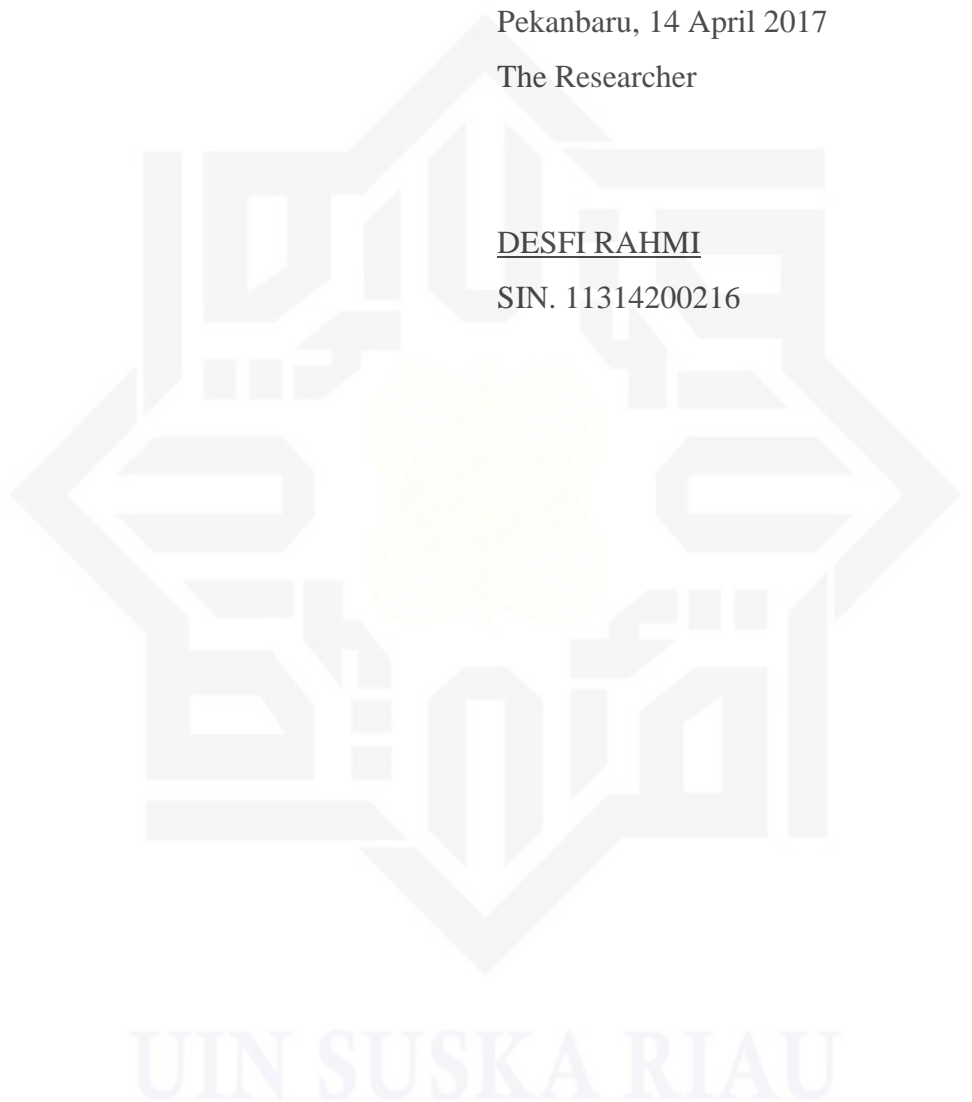 Pekanbaru, 14 April 2017
The Researcher
DESFI RAHMI
SIN. 11314200216
UIN SUSKA RIAU